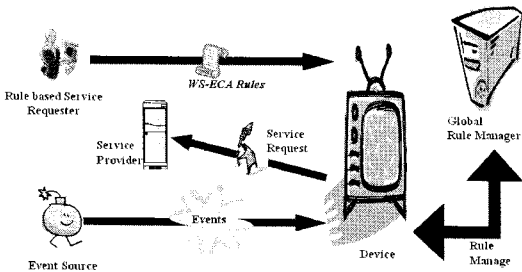 WS-ECA Rules
Rule based Service
Requester
Global
Rule Manager
Service
Provider
Service
Request
Events
Event Source
Device
Rule
Manage